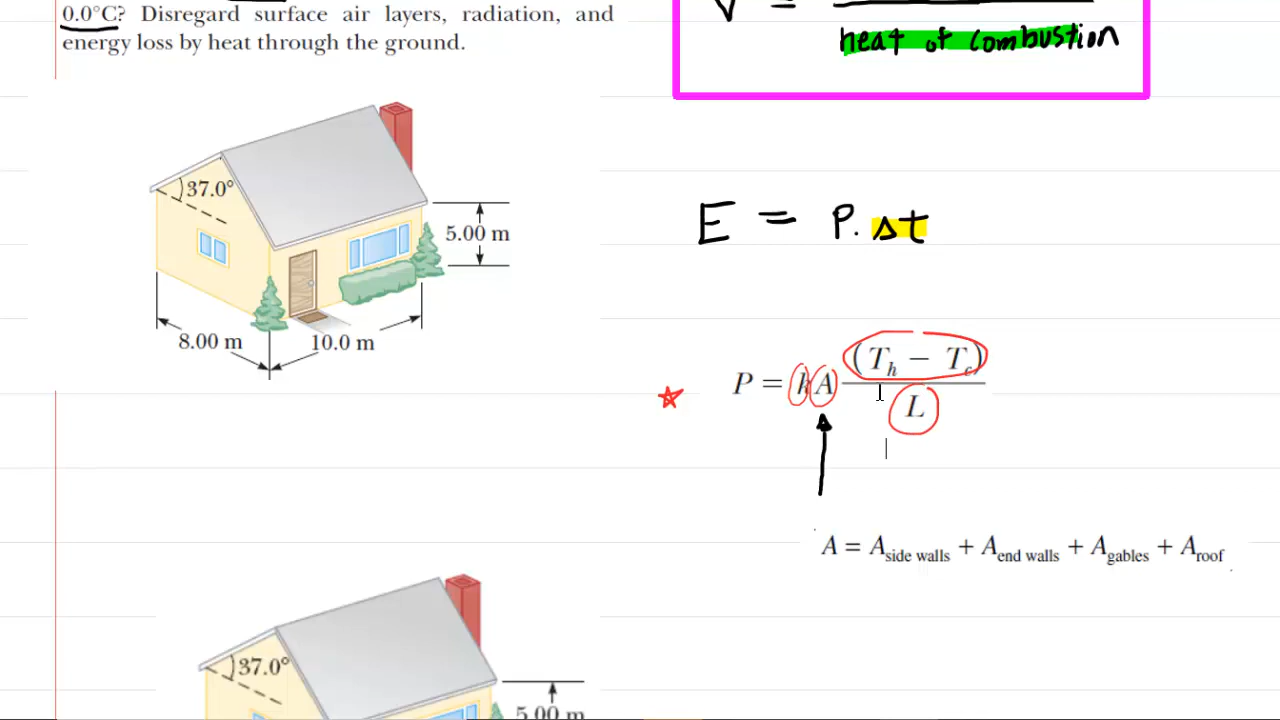 0.0°C? Disregard surface air layers, radiation, and
energy loss by heat through the ground.
37.0°
5.00 m
8.00 m
10.0 m
heat of combustion
E = P. Δt
P = kA (T_h − T_c) / L
A = A_side walls + A_end walls + A_gables + A_roof
37.0°
5.00 m